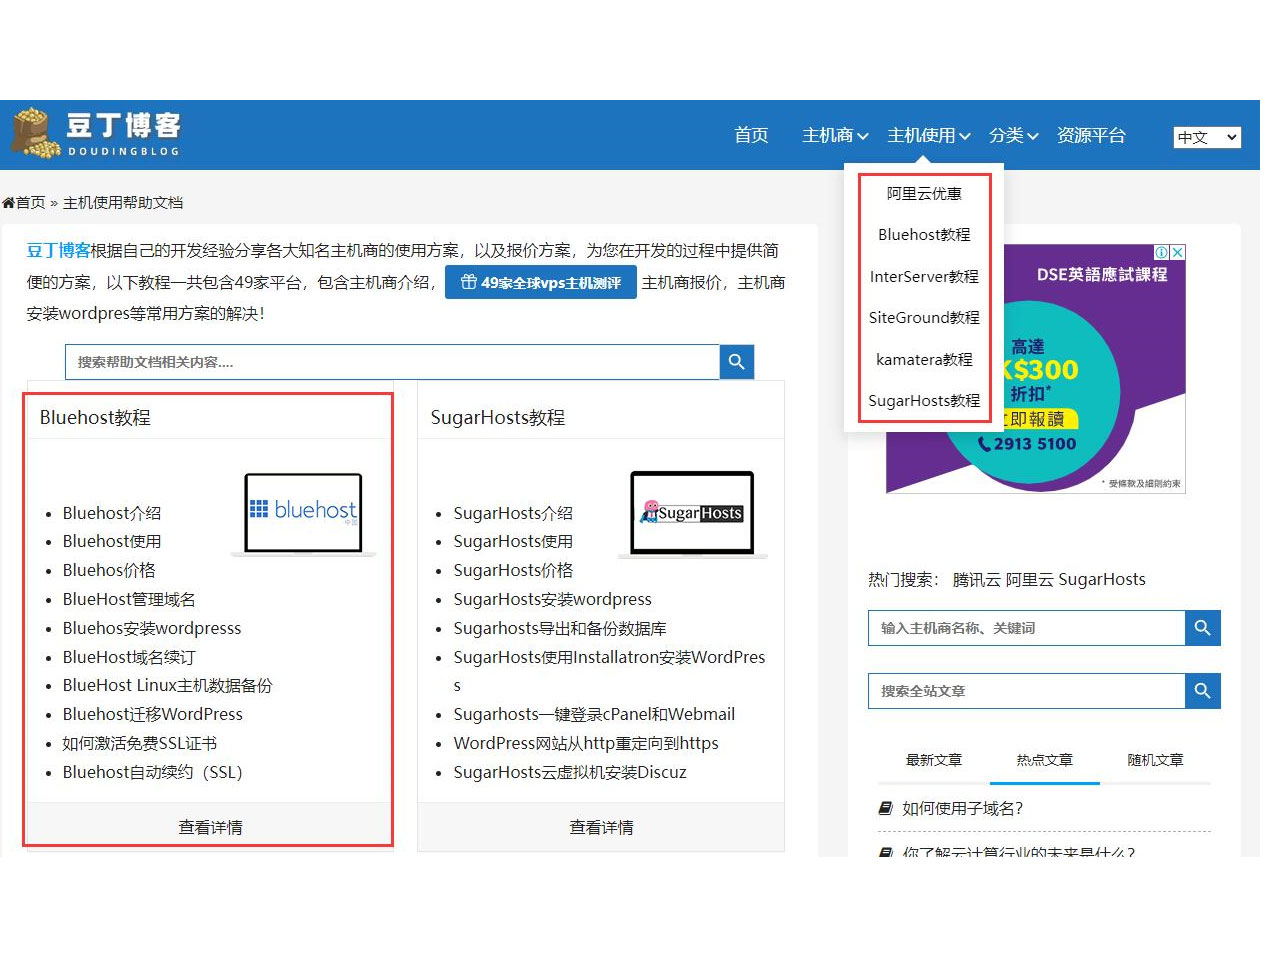 豆丁博客
DOUDINGBLOG
首页 主机商 主机使用 分类 资源平台 中文
首页 » 主机使用帮助文档
阿里云优惠
Bluehost教程
InterServer教程
SiteGround教程
kamatera教程
SugarHosts教程
豆丁博客根据自己的开发经验分享各大知名主机商的使用方案，以及报价方案，为您在开发的过程中提供简
便的方案，以下教程一共包含49家平台，包含主机商介绍， 49家全球vps主机测评 主机商报价，主机商
安装wordpres等常用方案的解决！
搜索帮助文档相关内容....
Bluehost教程
bluehost
中国
Bluehost介绍
Bluehost使用
Bluehos价格
BlueHost管理域名
Bluehos安装wordpresss
BlueHost域名续订
BlueHost Linux主机数据备份
Bluehost迁移WordPress
如何激活免费SSL证书
Bluehost自动续约（SSL）
查看详情
SugarHosts教程
SugarHosts
SugarHosts介绍
SugarHosts使用
SugarHosts价格
SugarHosts安装wordpress
Sugarhosts导出和备份数据库
SugarHosts使用Installatron安装WordPres
s
Sugarhosts一键登录cPanel和Webmail
WordPress网站从http重定向到https
SugarHosts云虚拟机安装Discuz
查看详情
DSE英語應試課程
高達
K$300
折扣*
立即報讀
2913 5100
* 受條款及細則約束
热门搜索： 腾讯云 阿里云 SugarHosts
输入主机商名称、关键词
搜索全站文章
最新文章 热点文章 随机文章
如何使用子域名？
你了解云计算行业的未来是什么？